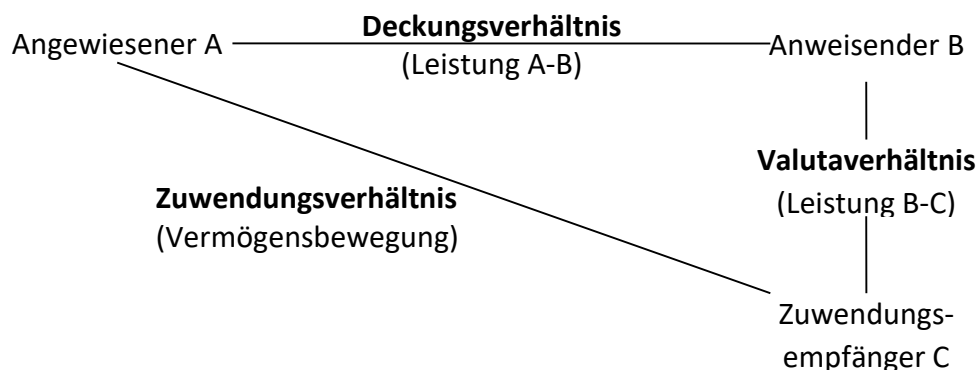 Deckungsverhältnis
Angewiesener A
Anweisender B
(Leistung A-B)
Valutaverhältnis
Zuwendungsverhältnis
(Leistung B-C)
(Vermögensbewegung)
Zuwendungs-
empfänger C